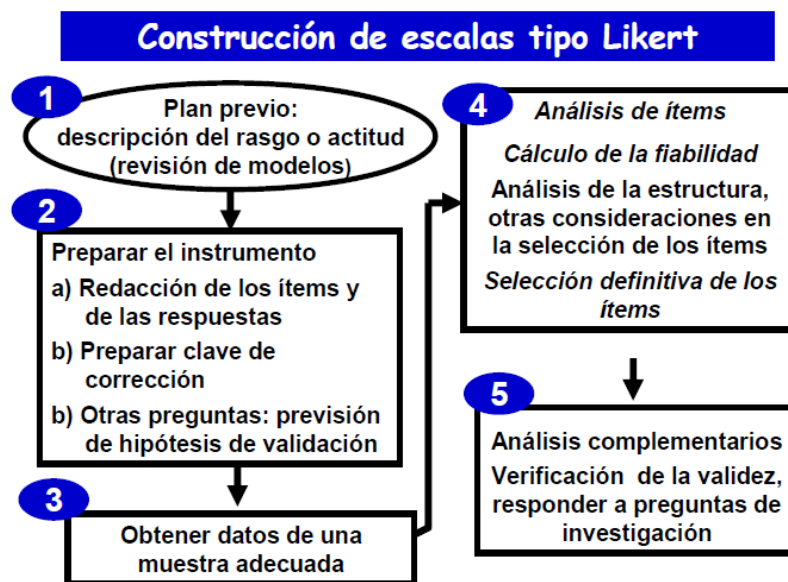 Construcción de escalas tipo Likert
1
Plan previo:
descripción del rasgo o actitud
(revisión de modelos)
2
Preparar el instrumento
a) Redacción de los ítems y
de las respuestas
b) Preparar clave de
corrección
b) Otras preguntas: previsión
de hipótesis de validación
3
Obtener datos de una
muestra adecuada
4
Análisis de ítems
Cálculo de la fiabilidad
Análisis de la estructura,
otras consideraciones en
la selección de los ítems
Selección definitiva de los
ítems
5
Análisis complementarios
Verificación de la validez,
responder a preguntas de
investigación